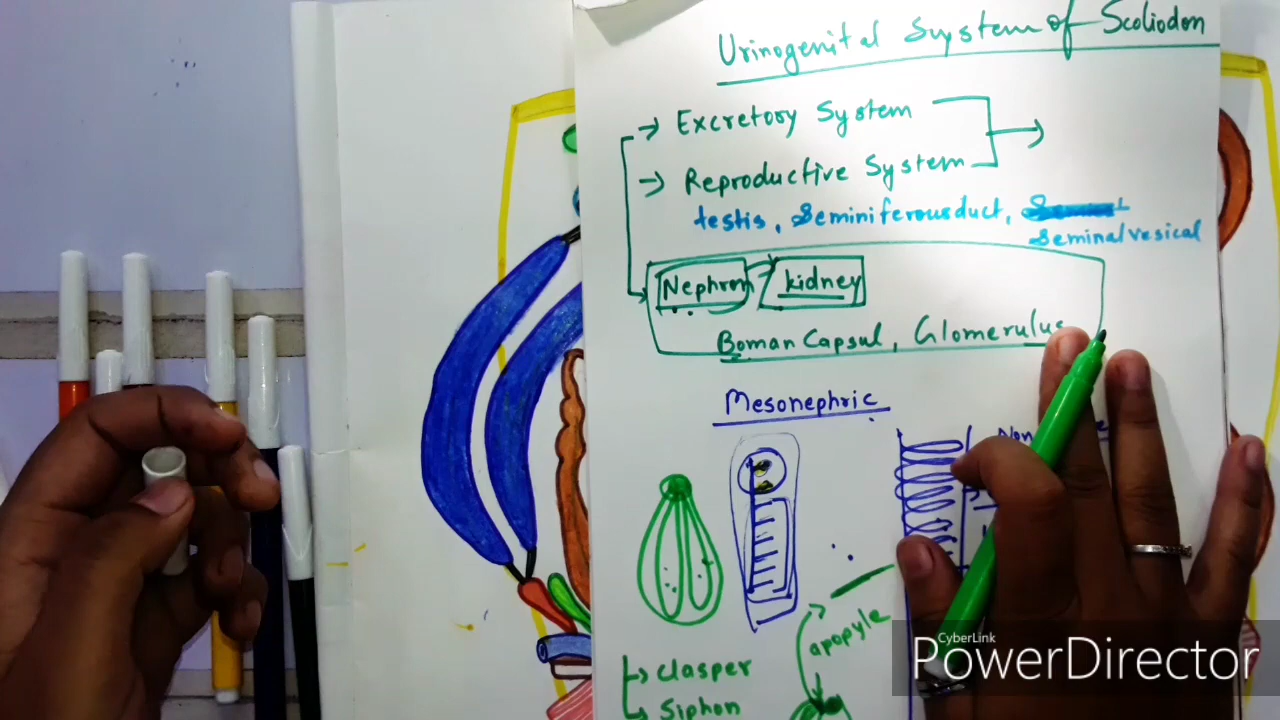 Urinogenital System of Scoliodon
→ Excretory System
→ Reproductive System
testis, Seminiferousduct,
Seminal vesical
Nephron kidney
Boman Capsul, Glomerulus
Mesonephric
apopyle
→ Clasper
→ Siphon
CyberLink
PowerDirector